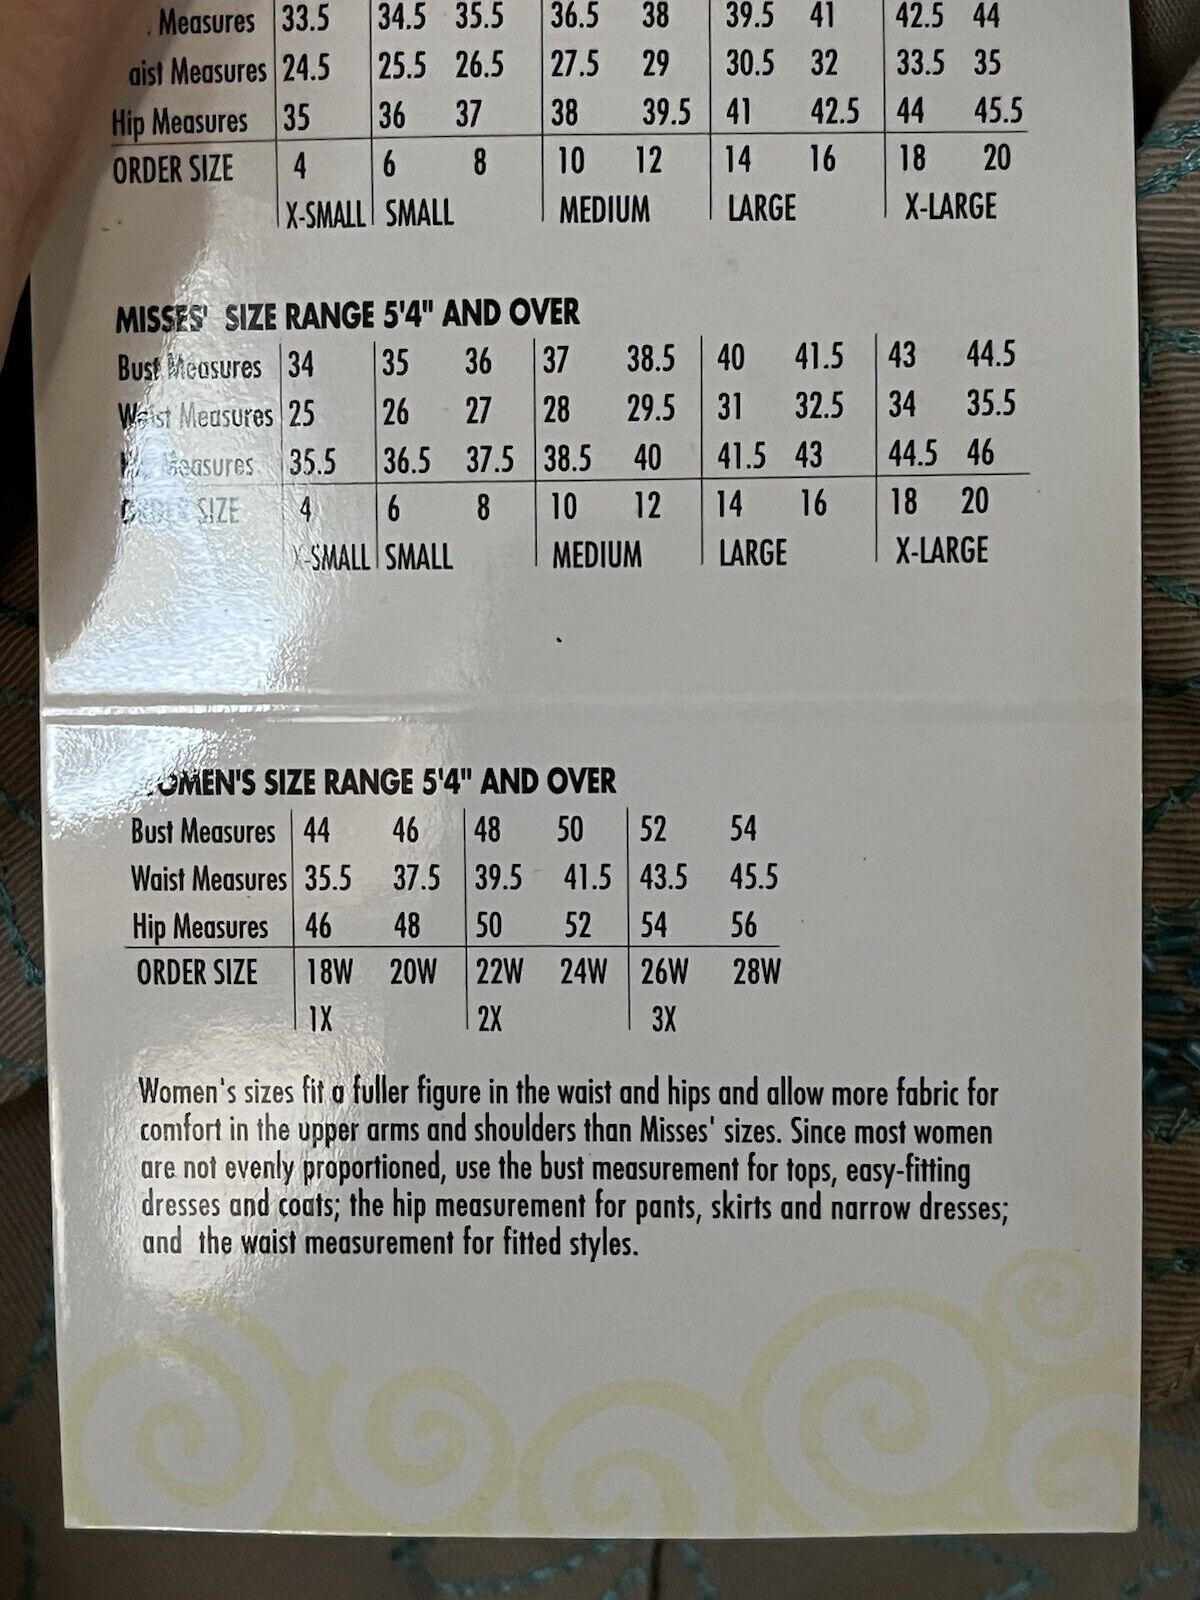 Measures 33.5 34.5 35.5 36.5 38 39.5 41 42.5 44
aist Measures 24.5 25.5 26.5 27.5 29 30.5 32 33.5 35
Hip Measures 35 36 37 38 39.5 41 42.5 44 45.5
ORDER SIZE 4 6 8 10 12 14 16 18 20
X-SMALL SMALL MEDIUM LARGE X-LARGE
MISSES' SIZE RANGE 5'4" AND OVER
Bust Measures 34 35 36 37 38.5 40 41.5 43 44.5
Waist Measures 25 26 27 28 29.5 31 32.5 34 35.5
Hip Measures 35.5 36.5 37.5 38.5 40 41.5 43 44.5 46
ORDER SIZE 4 6 8 10 12 14 16 18 20
X-SMALL SMALL MEDIUM LARGE X-LARGE
WOMEN'S SIZE RANGE 5'4" AND OVER
Bust Measures 44 46 48 50 52 54
Waist Measures 35.5 37.5 39.5 41.5 43.5 45.5
Hip Measures 46 48 50 52 54 56
ORDER SIZE 18W 20W 22W 24W 26W 28W
1X 2X 3X
Women's sizes fit a fuller figure in the waist and hips and allow more fabric for
comfort in the upper arms and shoulders than Misses' sizes. Since most women
are not evenly proportioned, use the bust measurement for tops, easy-fitting
dresses and coats; the hip measurement for pants, skirts and narrow dresses;
and the waist measurement for fitted styles.